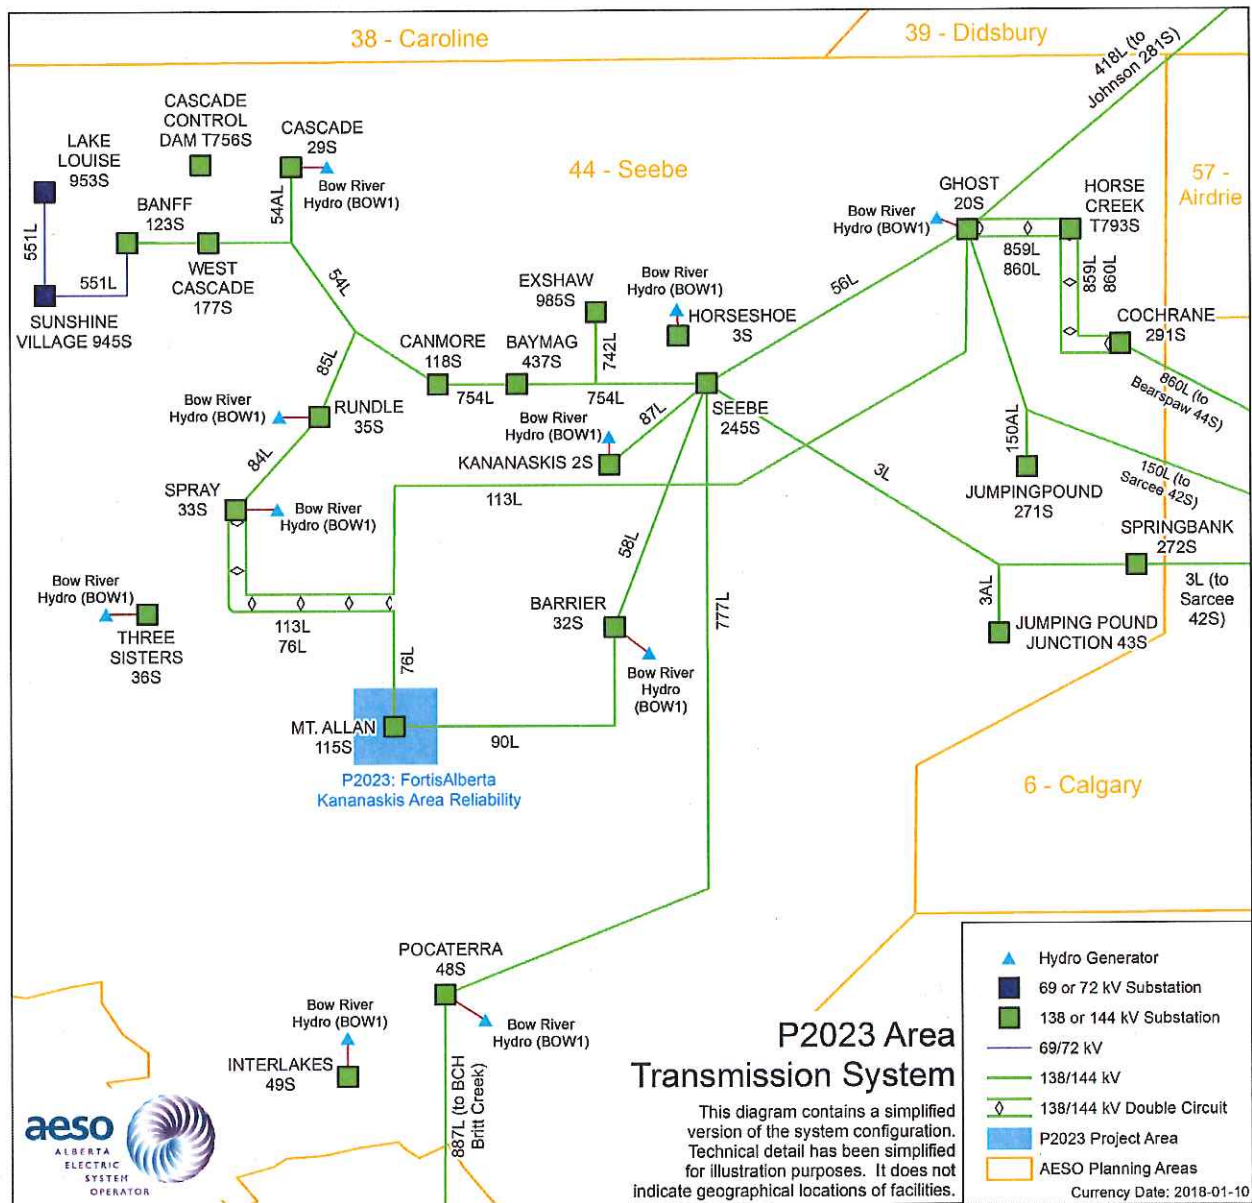 38 - Caroline
39 - Didsbury
418L (to
Johnson 281S)
CASCADE
CONTROL
DAM T756S
CASCADE
29S
Bow River
Hydro (BOW1)
LAKE
LOUISE
953S
44 - Seebe
57 -
Airdrie
GHOST
20S
Bow River
Hydro (BOW1)
HORSE
CREEK
T793S
BANFF
123S
54AL
551L
551L
WEST
CASCADE
177S
SUNSHINE
VILLAGE 945S
54L
859L
860L
859L
860L
EXSHAW
985S
Bow River
Hydro (BOW1)
HORSESHOE
3S
56L
COCHRANE
291S
CANMORE
118S
BAYMAG
437S
742L
85L
754L
754L
SEEBE
245S
860L (to
Bearspaw 44S)
Bow River
Hydro (BOW1)
RUNDLE
35S
Bow River
Hydro (BOW1)
87L
KANANASKIS 2S
150AL
84L
3L
150L (to
Sarcee 42S)
JUMPINGPOUND
271S
SPRAY
33S
Bow River
Hydro (BOW1)
113L
58L
SPRINGBANK
272S
3L (to
Sarcee
42S)
Bow River
Hydro (BOW1)
THREE
SISTERS
36S
113L
76L
76L
BARRIER
32S
777L
3AL
JUMPING POUND
JUNCTION 43S
Bow River
Hydro
(BOW1)
MT. ALLAN
115S
90L
P2023: FortisAlberta
Kananaskis Area Reliability
6 - Calgary
POCATERRA
48S
Bow River
Hydro (BOW1)
Bow River
Hydro (BOW1)
INTERLAKES
49S
887L (to BCH
Britt Creek)
P2023 Area
Transmission System
This diagram contains a simplified
version of the system configuration.
Technical detail has been simplified
for illustration purposes. It does not
indicate geographical locations of facilities.
Hydro Generator
69 or 72 kV Substation
138 or 144 kV Substation
69/72 kV
138/144 kV
138/144 kV Double Circuit
P2023 Project Area
AESO Planning Areas
Currency Date: 2018-01-10
aeso
ALBERTA
ELECTRIC
SYSTEM
OPERATOR